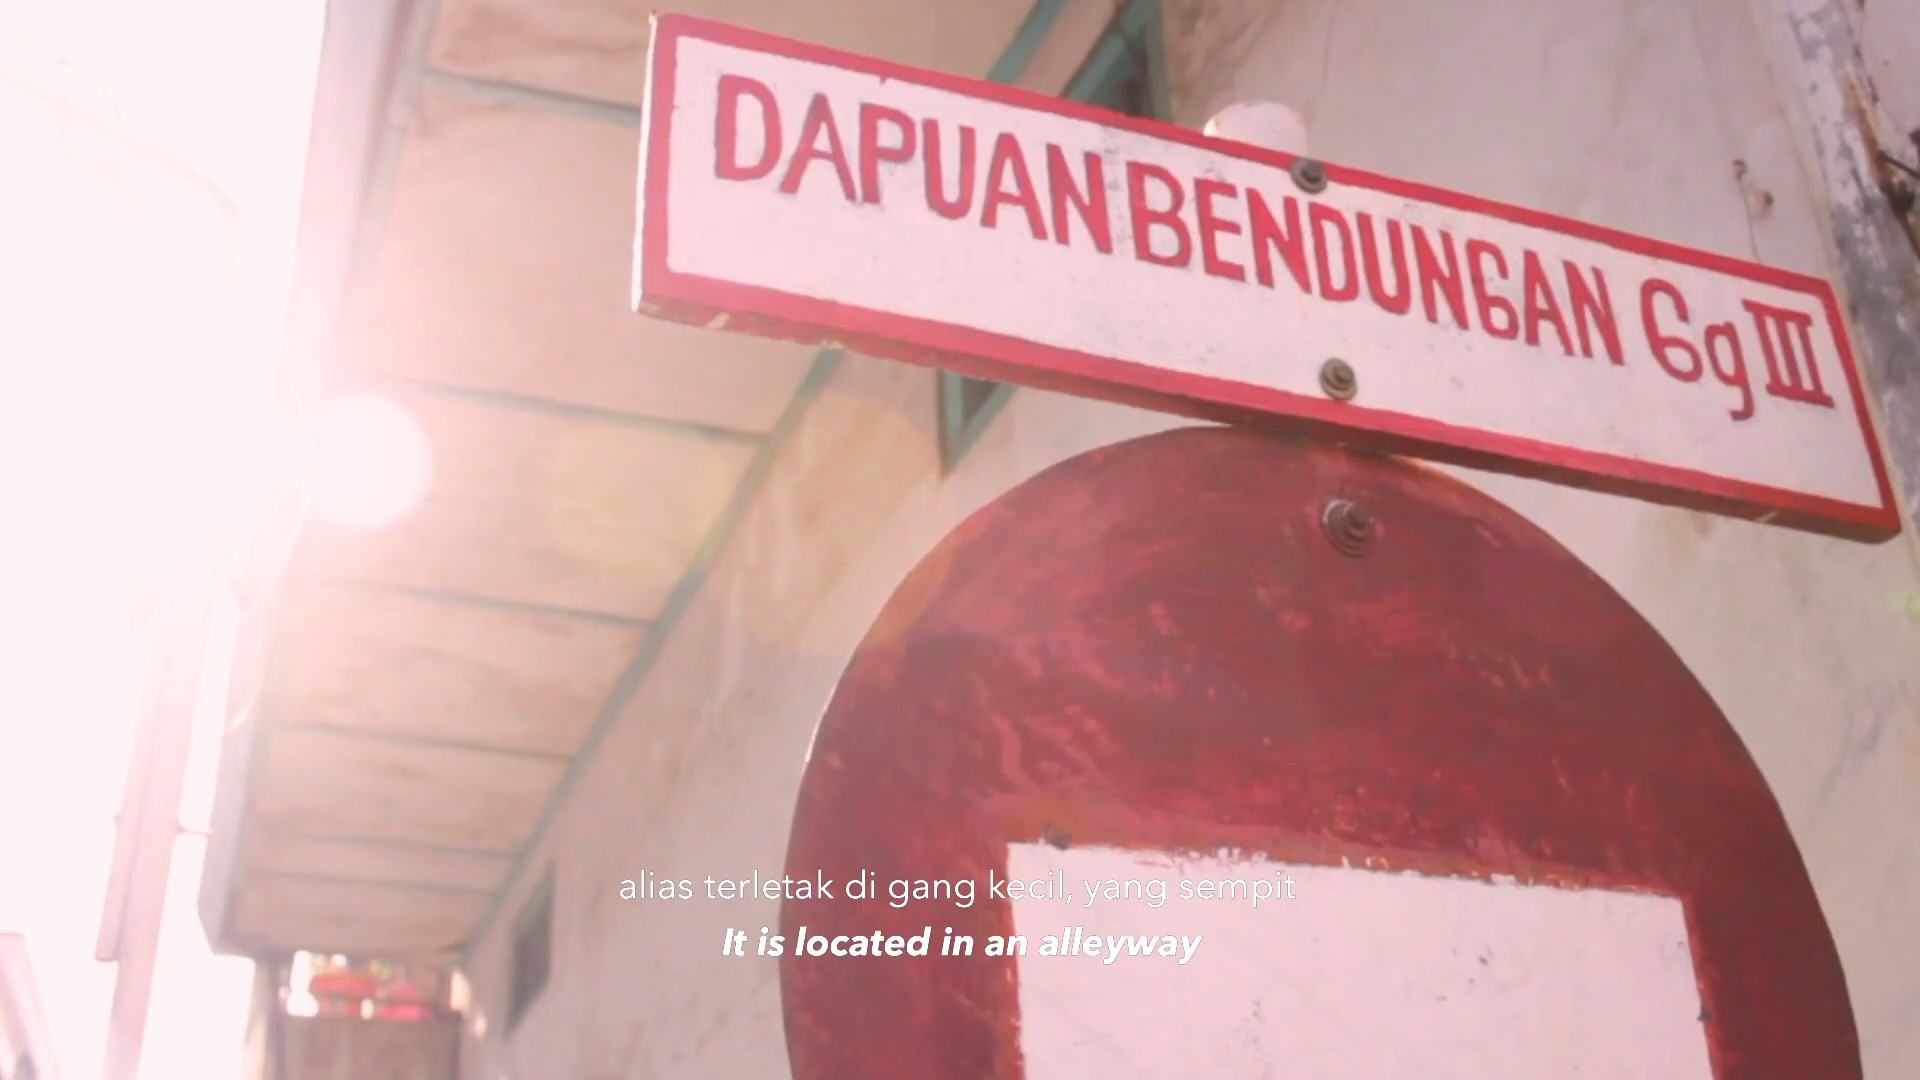 DAPUAN BENDUNGAN Gg III
alias terletak di gang kecil, yang sempit
It is located in an alleyway